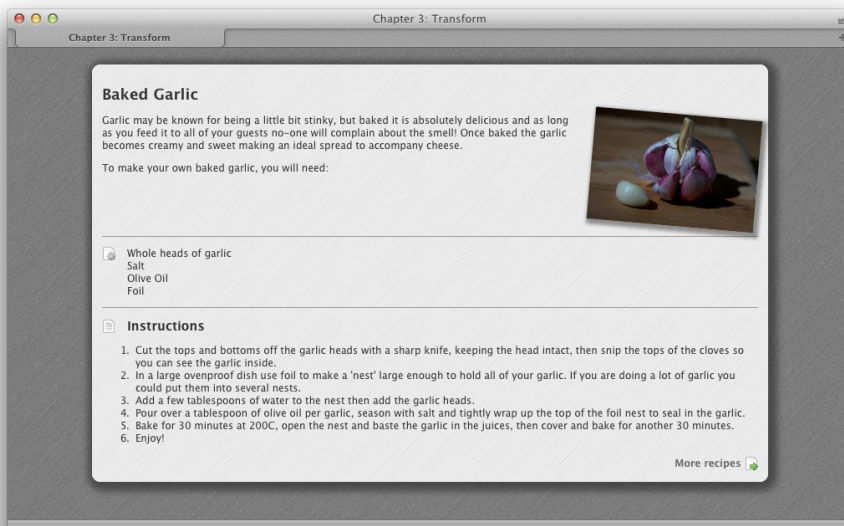 Chapter 3: Transform
Chapter 3: Transform
Baked Garlic
Garlic may be known for being a little bit stinky, but baked it is absolutely delicious and as long
as you feed it to all of your guests no-one will complain about the smell! Once baked the garlic
becomes creamy and sweet making an ideal spread to accompany cheese.
To make your own baked garlic, you will need:
Whole heads of garlic
Salt
Olive Oil
Foil
Instructions
1. Cut the tops and bottoms off the garlic heads with a sharp knife, keeping the head intact, then snip the tops of the cloves so
you can see the garlic inside.
2. In a large ovenproof dish use foil to make a 'nest' large enough to hold all of your garlic. If you are doing a lot of garlic you
could put them into several nests.
3. Add a few tablespoons of water to the nest then add the garlic heads.
4. Pour over a tablespoon of olive oil per garlic, season with salt and tightly wrap up the top of the foil nest to seal in the garlic.
5. Bake for 30 minutes at 200C, open the nest and baste the garlic in the juices, then cover and bake for another 30 minutes.
6. Enjoy!
More recipes